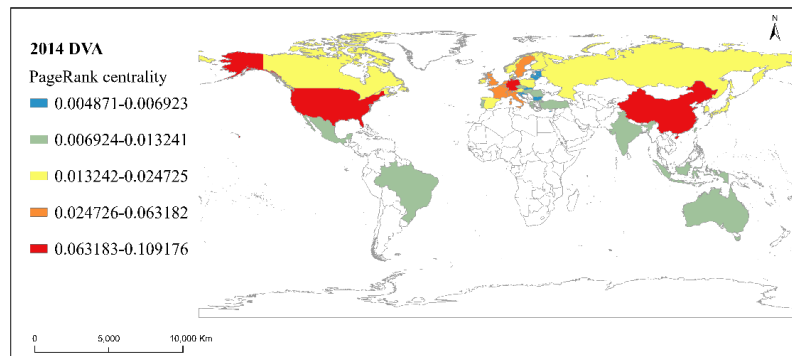 N
2014 DVA
PageRank centrality
0.004871-0.006923
0.006924-0.013241
0.013242-0.024725
0.024726-0.063182
0.063183-0.109176
0 5,000 10,000 Km